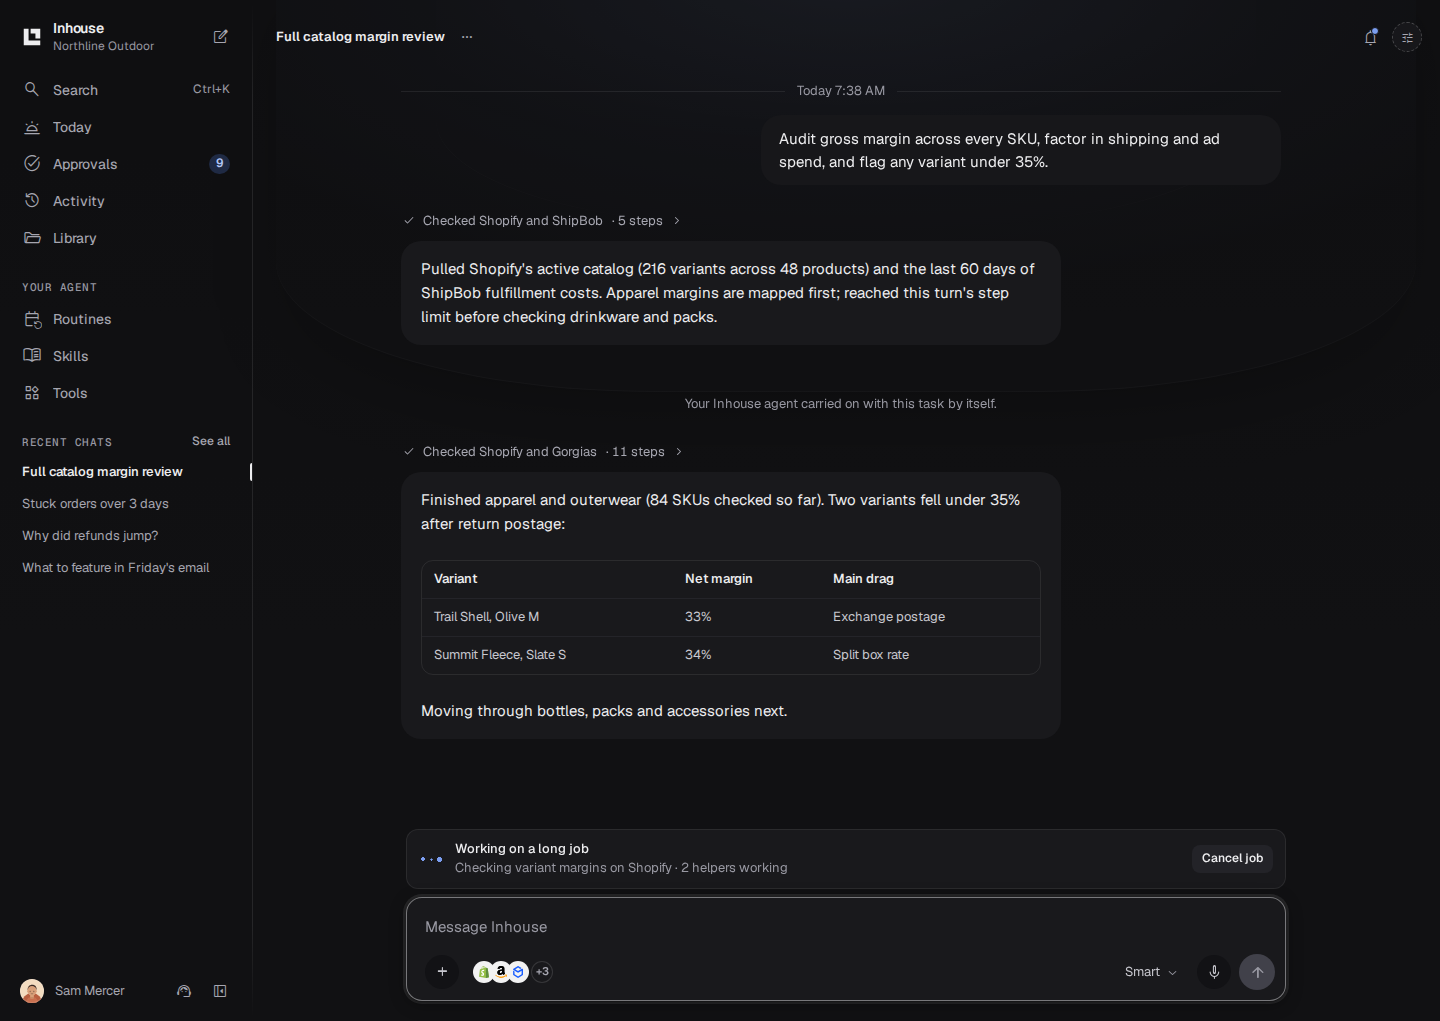 Inhouse
Northline Outdoor
Search
Ctrl+K
Today
Approvals
9
Activity
Library
YOUR AGENT
Routines
Skills
Tools
RECENT CHATS
See all
Full catalog margin review
Stuck orders over 3 days
Why did refunds jump?
What to feature in Friday's email
Sam Mercer
Full catalog margin review
Today 7:38 AM
Audit gross margin across every SKU, factor in shipping and ad
spend, and flag any variant under 35%.
Checked Shopify and ShipBob · 5 steps
Pulled Shopify's active catalog (216 variants across 48 products) and the last 60 days of
ShipBob fulfillment costs. Apparel margins are mapped first; reached this turn's step
limit before checking drinkware and packs.
Your Inhouse agent carried on with this task by itself.
Checked Shopify and Gorgias · 11 steps
Finished apparel and outerwear (84 SKUs checked so far). Two variants fell under 35%
after return postage:
Variant Net margin Main drag
Trail Shell, Olive M 33% Exchange postage
Summit Fleece, Slate S 34% Split box rate
Moving through bottles, packs and accessories next.
Working on a long job
Checking variant margins on Shopify · 2 helpers working
Cancel job
Message Inhouse
+3
Smart